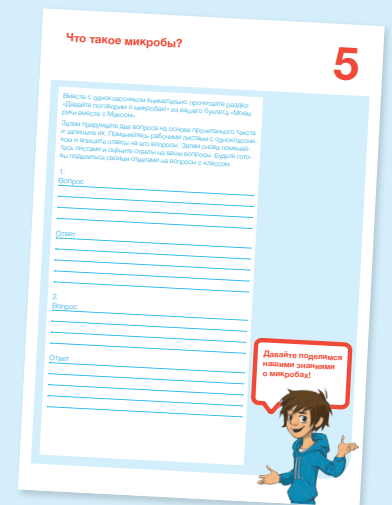 Что такое микробы?
5
Вместе с одноклассником внимательно прочитайте раздел
«Давайте поговорим о микробах!» из вашего буклета «Моем
руки вместе с Максом».
Затем придумайте два вопроса на основе прочитанного текста
и запишите их. Поменяйтесь рабочими листами с одноклассни-
ком и впишите ответы на его вопросы. Затем снова поменяй-
тесь листами и оцените ответы на ваши вопросы. Будьте гото-
вы поделиться своими ответами на вопросы с классом.
1.
Вопрос
Ответ
2.
Вопрос
Ответ
Давайте поделимся
нашими знаниями
о микробах!